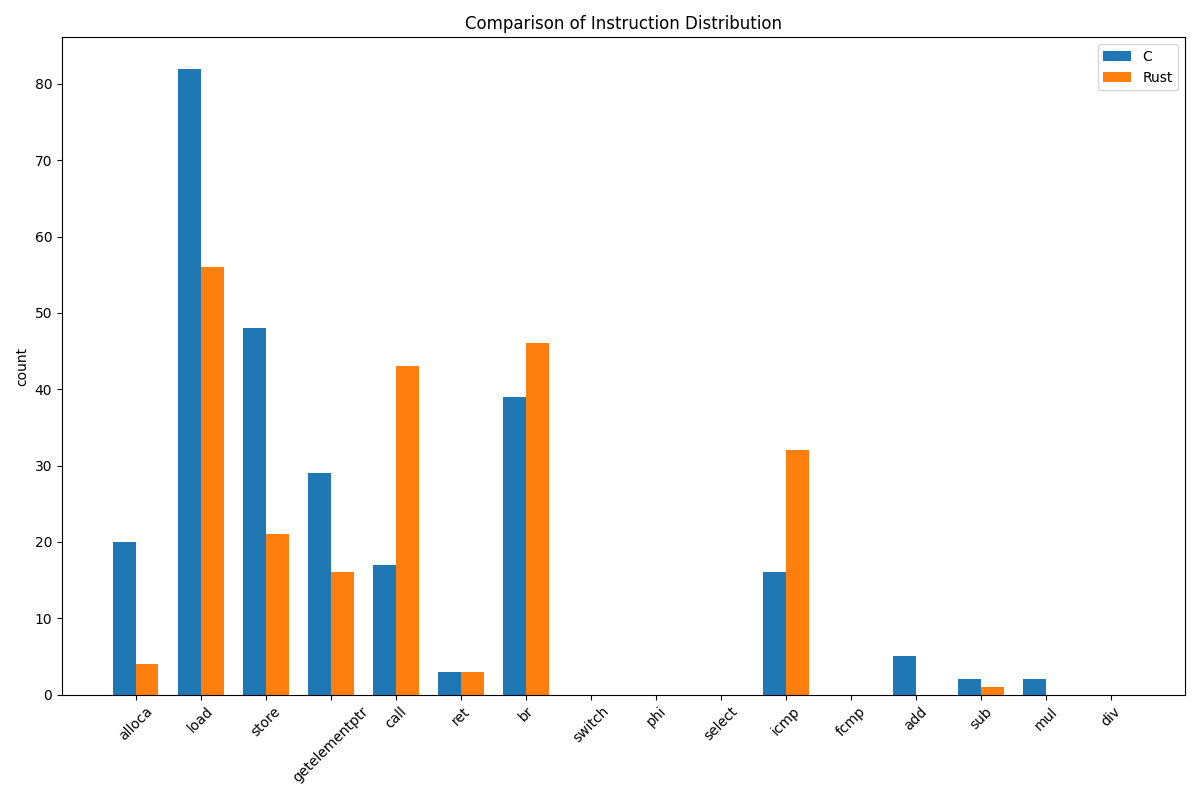 Comparison of Instruction Distribution
C
Rust
count
80
70
60
50
40
30
20
10
0
alloca
load
store
getelementptr
call
ret
br
switch
phi
select
icmp
fcmp
add
sub
mul
div